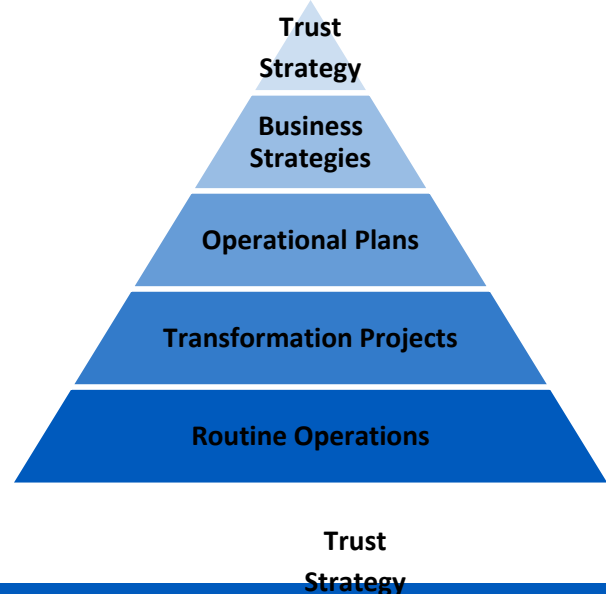 Trust
Strategy
Business
Strategies
Operational Plans
Transformation Projects
Routine Operations
Trust
Strategy